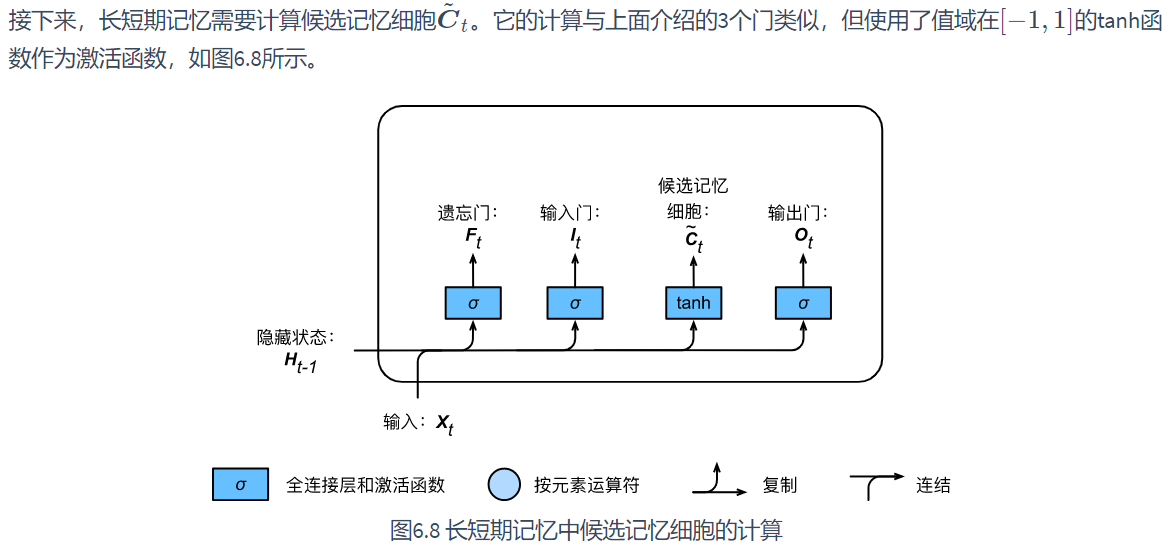 接下来，长短期记忆需要计算候选记忆细胞C̃ₜ。它的计算与上面介绍的3个门类似，但使用了值域在[−1, 1]的tanh函
数作为激活函数，如图6.8所示。
候选记忆
遗忘门： 输入门： 细胞： 输出门：
Fₜ Iₜ C̃ₜ Oₜ
σ σ tanh σ
隐藏状态：
Hₜ₋₁
输入：Xₜ
σ 全连接层和激活函数 按元素运算符 复制 连结
图6.8 长短期记忆中候选记忆细胞的计算